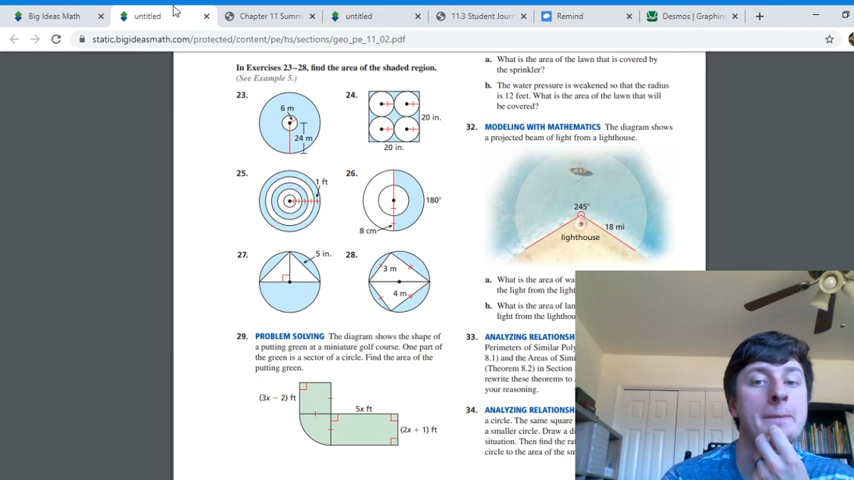 Big Ideas Math
untitled
Chapter 11 Summ
untitled
11.3 Student Jour
Remind
Desmos | Graphing
static.bigideasmath.com/protected/content/pe/hs/sections/geo_pe_11_02.pdf
In Exercises 23–28, find the area of the shaded region.
(See Example 5.)
23.
6 m
24 m
24.
20 in.
20 in.
25.
1 ft
26.
180°
8 cm
27.
5 in.
28.
3 m
4 m
29. PROBLEM SOLVING The diagram shows the shape of
a putting green at a miniature golf course. One part of
the green is a sector of a circle. Find the area of the
putting green.
(3x − 2) ft
5x ft
(2x + 1) ft
a. What is the area of the lawn that is covered by
the sprinkler?
b. The water pressure is weakened so that the radius
is 12 feet. What is the area of the lawn that will
be covered?
32. MODELING WITH MATHEMATICS The diagram shows
a projected beam of light from a lighthouse.
245°
18 mi
lighthouse
a. What is the area of wa
the light from the light
b. What is the area of lan
light from the lighthou
33. ANALYZING RELATIONSH
Perimeters of Similar Poly
8.1) and the Areas of Simi
(Theorem 8.2) in Section
rewrite these theorems to
your reasoning.
34. ANALYZING RELATIONSH
a circle. The same square
a smaller circle. Draw a d
situation. Then find the ra
circle to the area of the sm